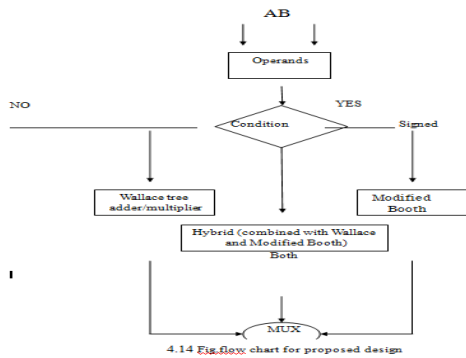 AB
Operands
NO
YES
Condition
Signed
Wallace tree
adder/multiplier
Modified
Booth
Hybrid (combined with Wallace
and Modified Booth)
Both
MUX
4.14 Fig.flow chart for proposed design